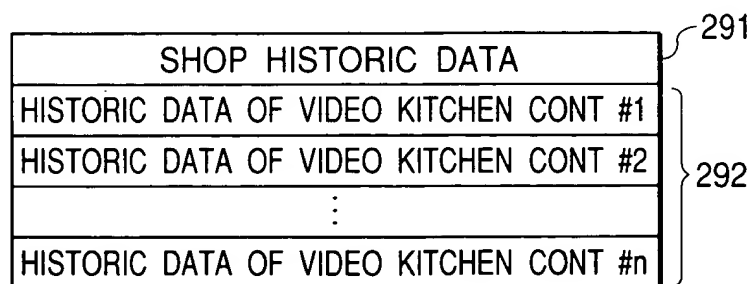 291
SHOP HISTORIC DATA
HISTORIC DATA OF VIDEO KITCHEN CONT #1
HISTORIC DATA OF VIDEO KITCHEN CONT #2
292
⋮
HISTORIC DATA OF VIDEO KITCHEN CONT #n